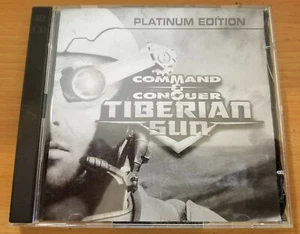 PLATINUM EDITION
COMMAND
&
CONQUER
TIBERIAN
SUN